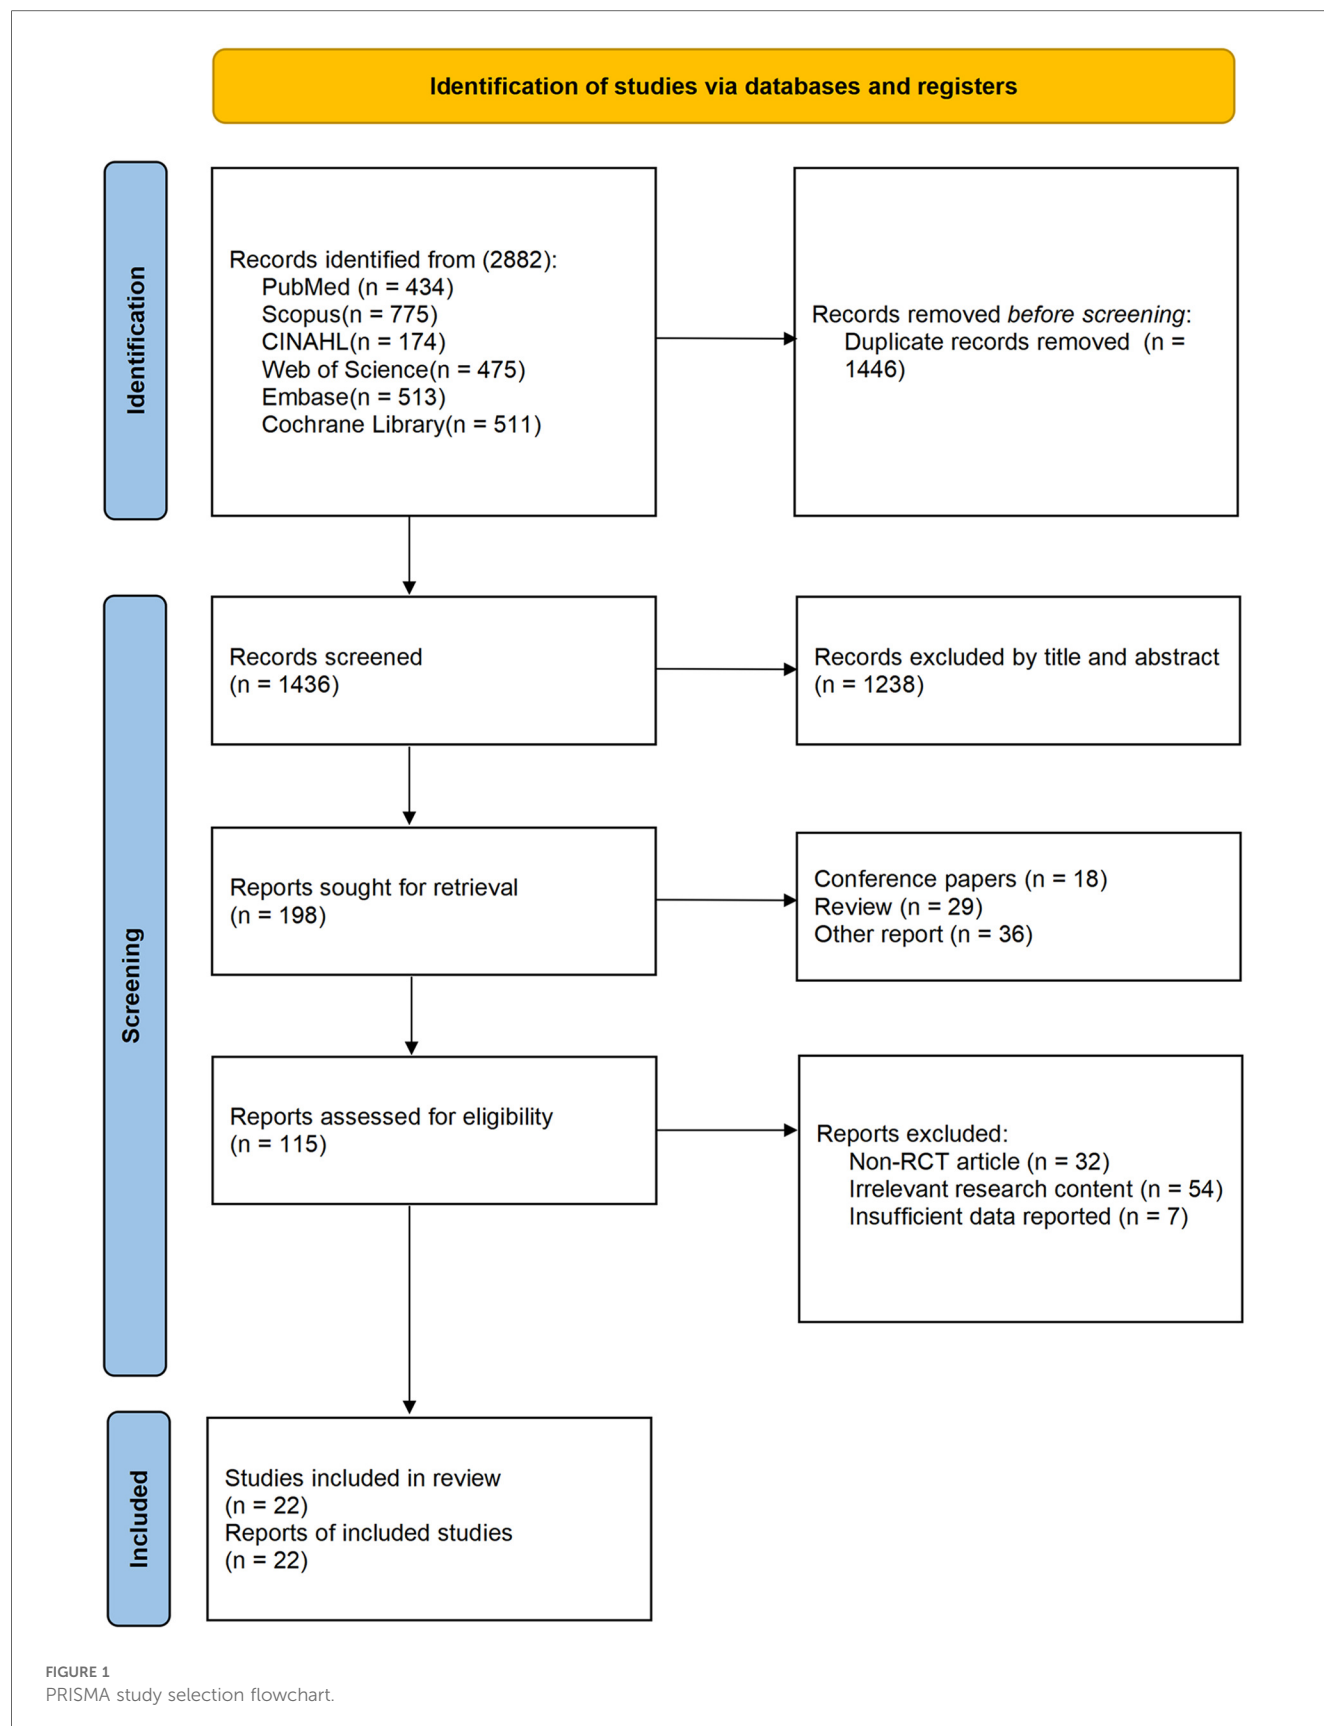 Identification of studies via databases and registers
Identification
Records identified from (2882):
PubMed (n = 434)
Scopus(n = 775)
CINAHL(n = 174)
Web of Science(n = 475)
Embase(n = 513)
Cochrane Library(n = 511)
Records removed before screening:
Duplicate records removed (n =
1446)
Screening
Records screened
(n = 1436)
Records excluded by title and abstract
(n = 1238)
Reports sought for retrieval
(n = 198)
Conference papers (n = 18)
Review (n = 29)
Other report (n = 36)
Reports assessed for eligibility
(n = 115)
Reports excluded:
Non-RCT article (n = 32)
Irrelevant research content (n = 54)
Insufficient data reported (n = 7)
Included
Studies included in review
(n = 22)
Reports of included studies
(n = 22)
FIGURE 1
PRISMA study selection flowchart.